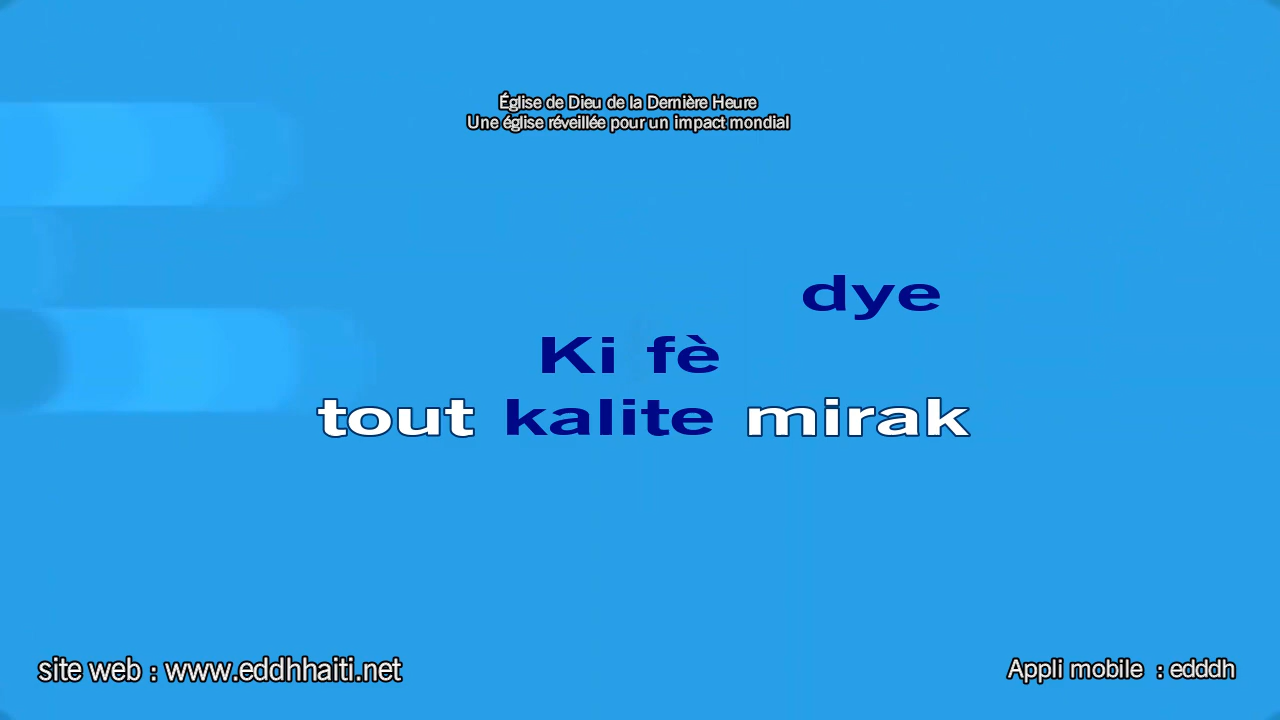 Église de Dieu de la Dernière Heure
Une église réveillée pour un impact mondial
dye
Ki fè
tout kalite mirak
site web : www.eddhhaiti.net
Appli mobile : edddh